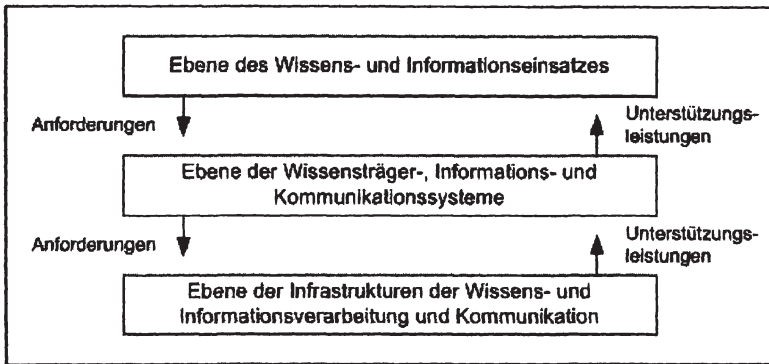 Ebene des Wissens- und Informationseinsatzes
Anforderungen
Unterstützungs-
leistungen
Ebene der Wissensträger-, Informations- und
Kommunikationssysteme
Anforderungen
Unterstützungs-
leistungen
Ebene der Infrastrukturen der Wissens- und
Informationsverarbeitung und Kommunikation